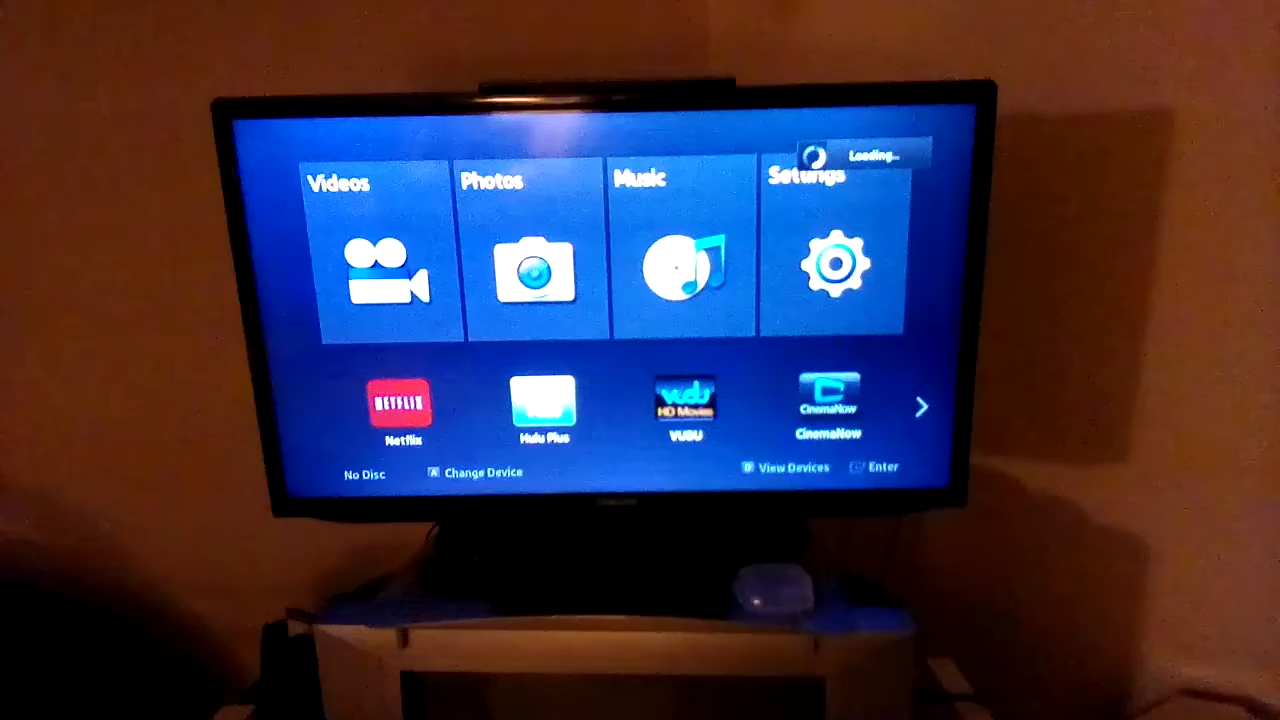 Loading...
Videos
Photos
Music
Settings
NETFLIX
Netflix
Hulu Plus
vudu
HD Movies
VUDU
CinemaNow
CinemaNow
No Disc
A Change Device
View Devices
Enter